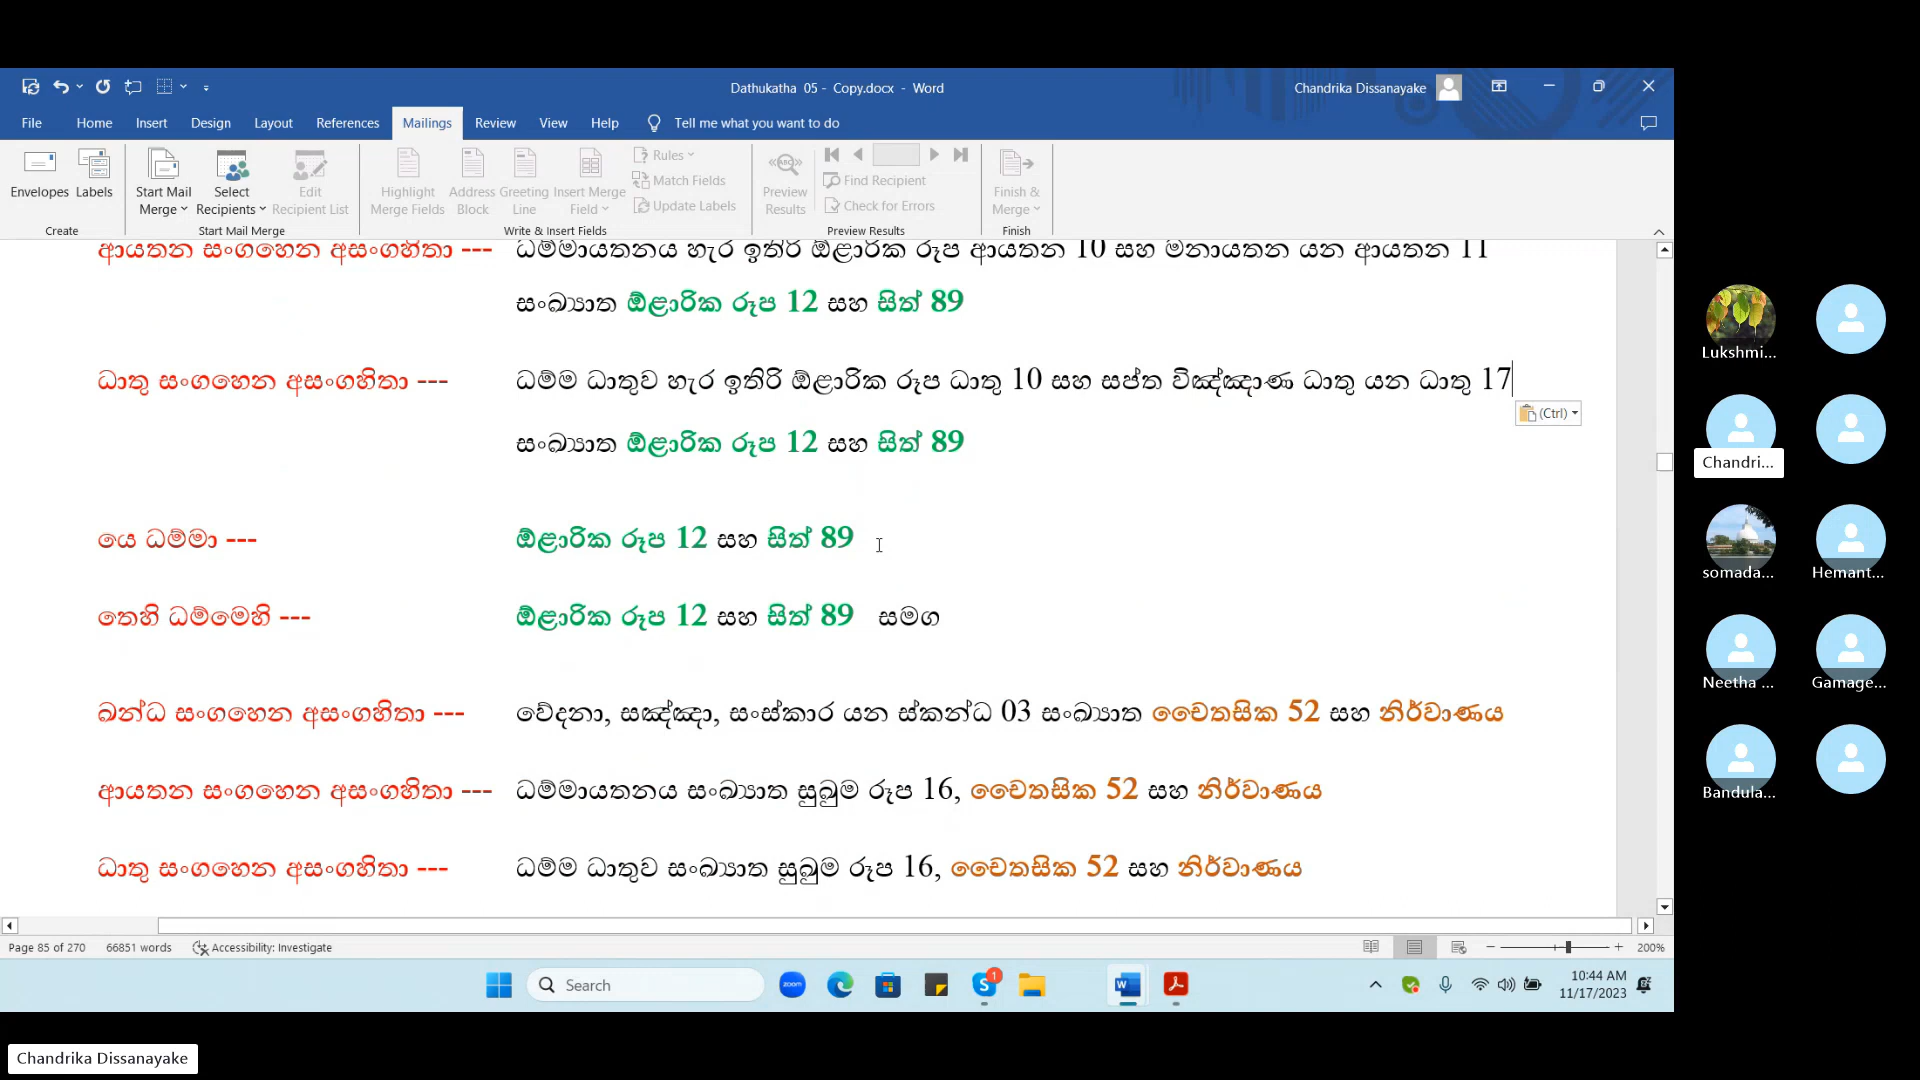 Dathukatha 05 - Copy.docx - Word
Chandrika Dissanayake
File Home Insert Design Layout References Mailings Review View Help Tell me what you want to do
Envelopes Labels Start Mail Merge Select Recipients Edit Recipient List Highlight Merge Fields Address Block Greeting Line Insert Merge Field Rules Match Fields Update Labels Preview Results Find Recipient Check for Errors Finish & Merge
Create Start Mail Merge Write & Insert Fields Preview Results Finish
ආයතන සංගහෙන අසංගහිතා --- ධම්මායතනය හැර ඉතිරි ඕළාරික රූප ආයතන 10 සහ මනායතන යන ආයතන 11
සංඛ්‍යාත ඕළාරික රූප 12 සහ සිත් 89
ධාතු සංගහෙන අසංගහිතා --- ධම්ම ධාතුව හැර ඉතිරි ඕළාරික රූප ධාතු 10 සහ සප්ත විඤ්ඤාණ ධාතු යන ධාතු 17
(Ctrl)
සංඛ්‍යාත ඕළාරික රූප 12 සහ සිත් 89
යෙ ධම්මා --- ඕළාරික රූප 12 සහ සිත් 89
තෙහි ධම්මෙහි --- ඕළාරික රූප 12 සහ සිත් 89 සමග
ඛන්ධ සංගහෙන අසංගහිතා --- වේදනා, සඤ්ඤා, සංස්කාර යන ස්කන්ධ 03 සංඛ්‍යාත චෛතසික 52 සහ නිර්වාණය
ආයතන සංගහෙන අසංගහිතා --- ධම්මායතනය සංඛ්‍යාත සුඛුම රූප 16, චෛතසික 52 සහ නිර්වාණය
ධාතු සංගහෙන අසංගහිතා --- ධම්ම ධාතුව සංඛ්‍යාත සුඛුම රූප 16, චෛතසික 52 සහ නිර්වාණය
Page 85 of 270 66851 words Accessibility: Investigate 200%
Search zoom 1 10:44 AM
11/17/2023
Lukshmi...
Chandri...
somada... Hemant...
Neetha ... Gamage...
Bandula...
Chandrika Dissanayake